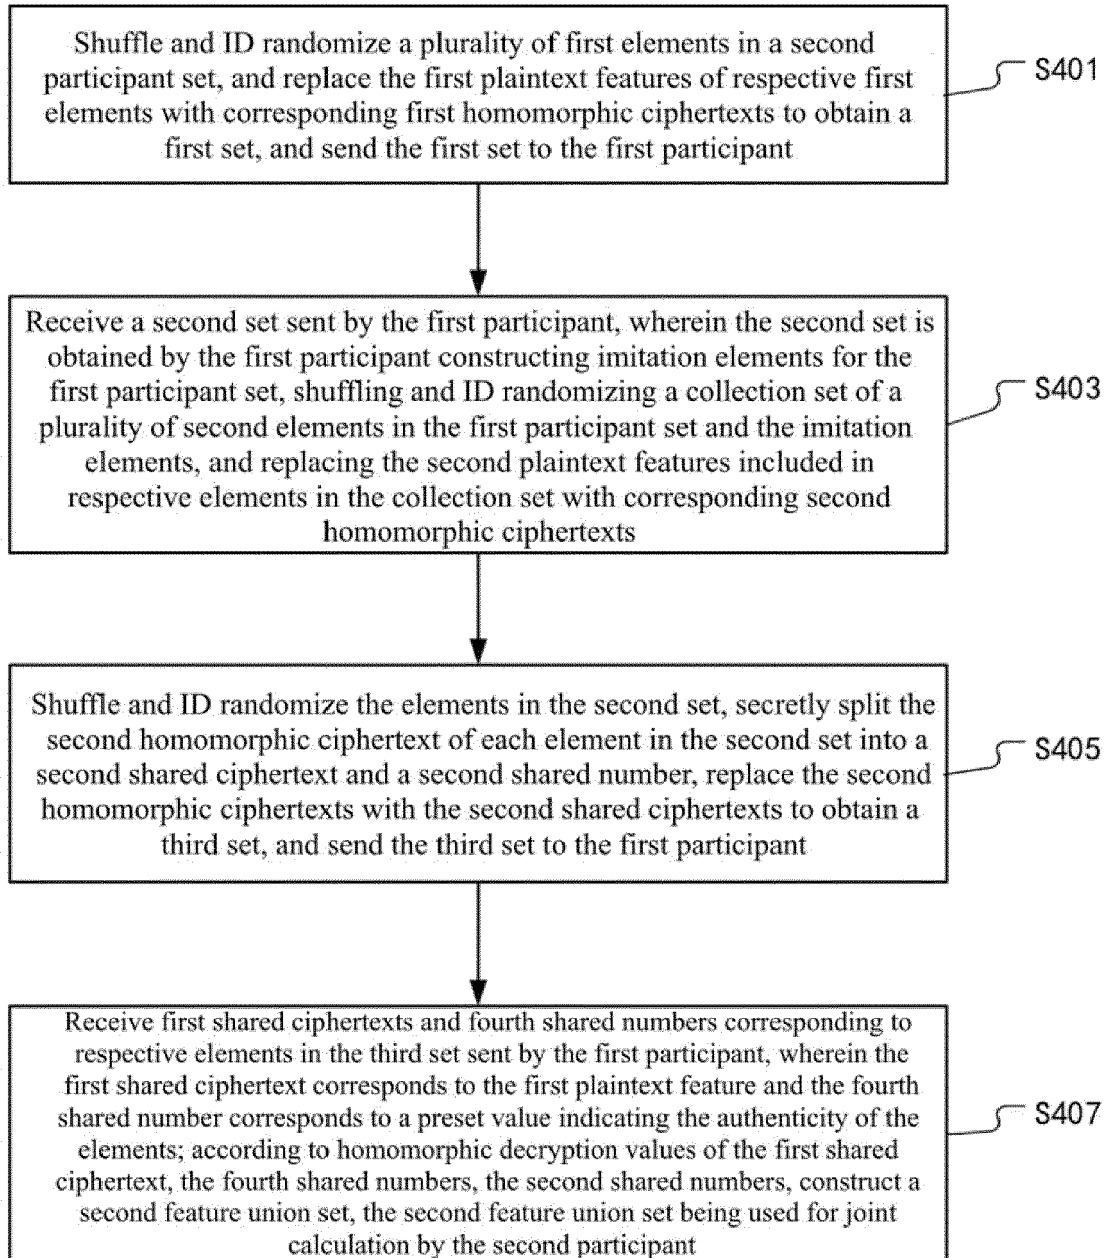 Shuffle and ID randomize a plurality of first elements in a second
participant set, and replace the first plaintext features of respective first
elements with corresponding first homomorphic ciphertexts to obtain a
first set, and send the first set to the first participant
S401
Receive a second set sent by the first participant, wherein the second set is
obtained by the first participant constructing imitation elements for the
first participant set, shuffling and ID randomizing a collection set of a
plurality of second elements in the first participant set and the imitation
elements, and replacing the second plaintext features included in
respective elements in the collection set with corresponding second
homomorphic ciphertexts
S403
Shuffle and ID randomize the elements in the second set, secretly split the
second homomorphic ciphertext of each element in the second set into a
second shared ciphertext and a second shared number, replace the second
homomorphic ciphertexts with the second shared ciphertexts to obtain a
third set, and send the third set to the first participant
S405
Receive first shared ciphertexts and fourth shared numbers corresponding to
respective elements in the third set sent by the first participant, wherein the
first shared ciphertext corresponds to the first plaintext feature and the fourth
shared number corresponds to a preset value indicating the authenticity of the
elements; according to homomorphic decryption values of the first shared
ciphertext, the fourth shared numbers, the second shared numbers, construct a
second feature union set, the second feature union set being used for joint
calculation by the second participant
S407